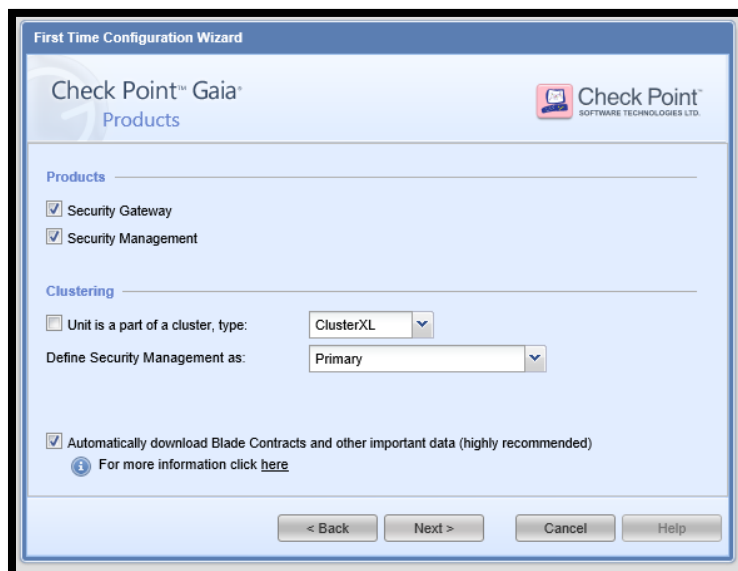 First Time Configuration Wizard
Check Point™ Gaia®
Products
Check Point™
SOFTWARE TECHNOLOGIES LTD.
Products
Security Gateway
Security Management
Clustering
Unit is a part of a cluster, type: ClusterXL
Define Security Management as: Primary
Automatically download Blade Contracts and other important data (highly recommended)
For more information click here
< Back Next > Cancel Help